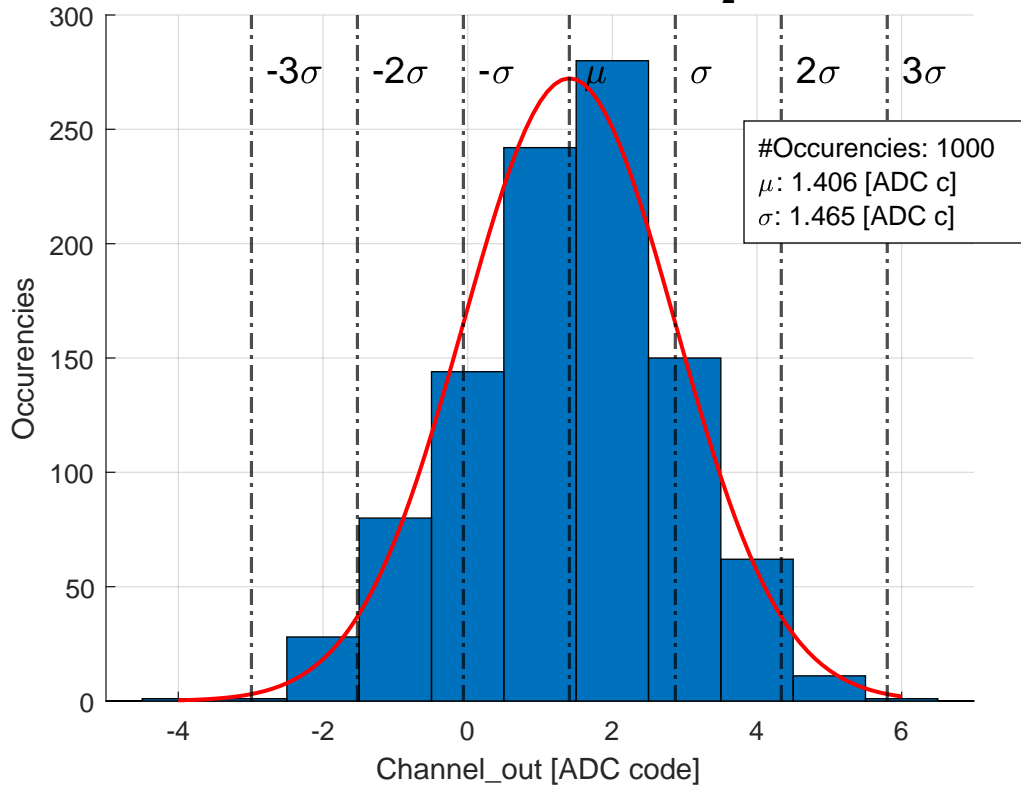 2
300
250
200
150
100
50
0
-3σ
-2σ
-σ
μ
σ
2σ
3σ
#Occurencies: 1000
μ: 1.406 [ADC c]
σ: 1.465 [ADC c]
Occurencies
-4
-2
0
2
4
6
Channel_out [ADC code]